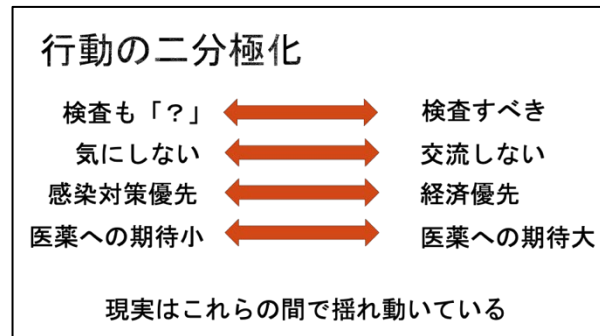 行動の二分極化
検査も「?」 検査すべき
気にしない 交流しない
感染対策優先 経済優先
医薬への期待小 医薬への期待大
現実はこれらの間で揺れ動いている